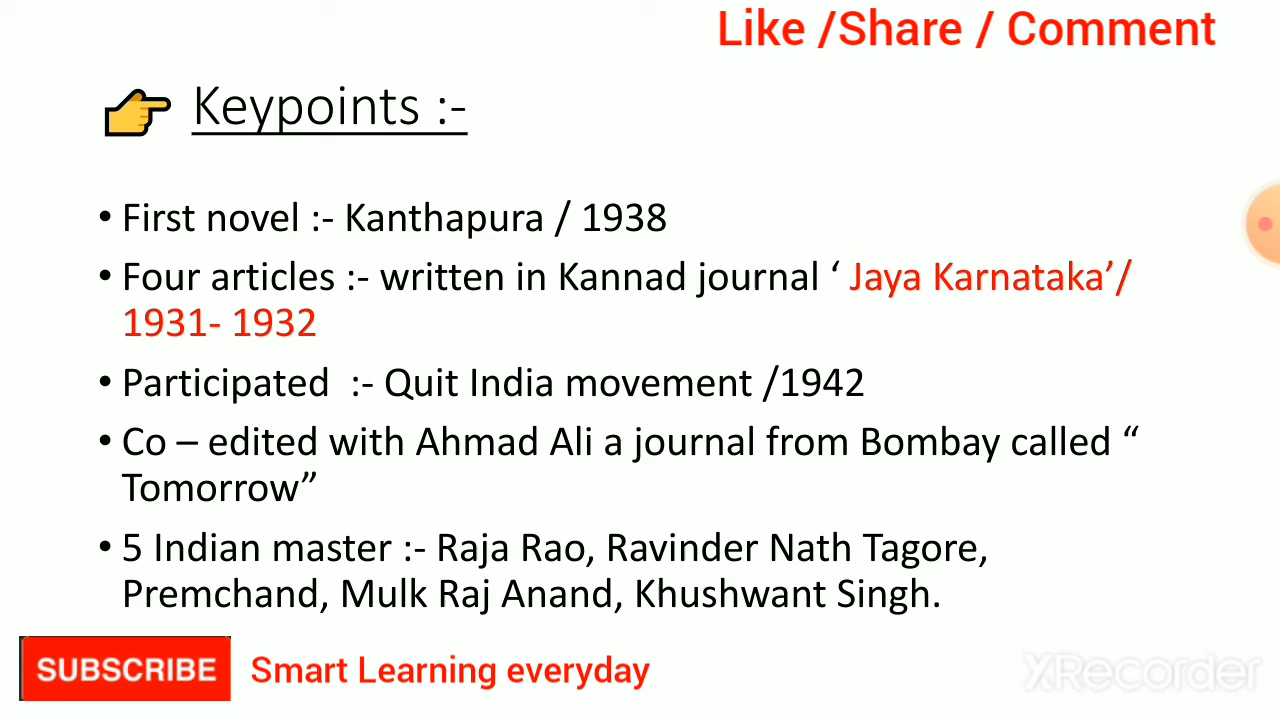 Like /Share / Comment
Keypoints :-
• First novel :- Kanthapura / 1938
• Four articles :- written in Kannad journal ‘ Jaya Karnataka’/
1931- 1932
• Participated :- Quit India movement /1942
• Co – edited with Ahmad Ali a journal from Bombay called “
Tomorrow”
• 5 Indian master :- Raja Rao, Ravinder Nath Tagore,
Premchand, Mulk Raj Anand, Khushwant Singh.
SUBSCRIBE Smart Learning everyday
XRecorder